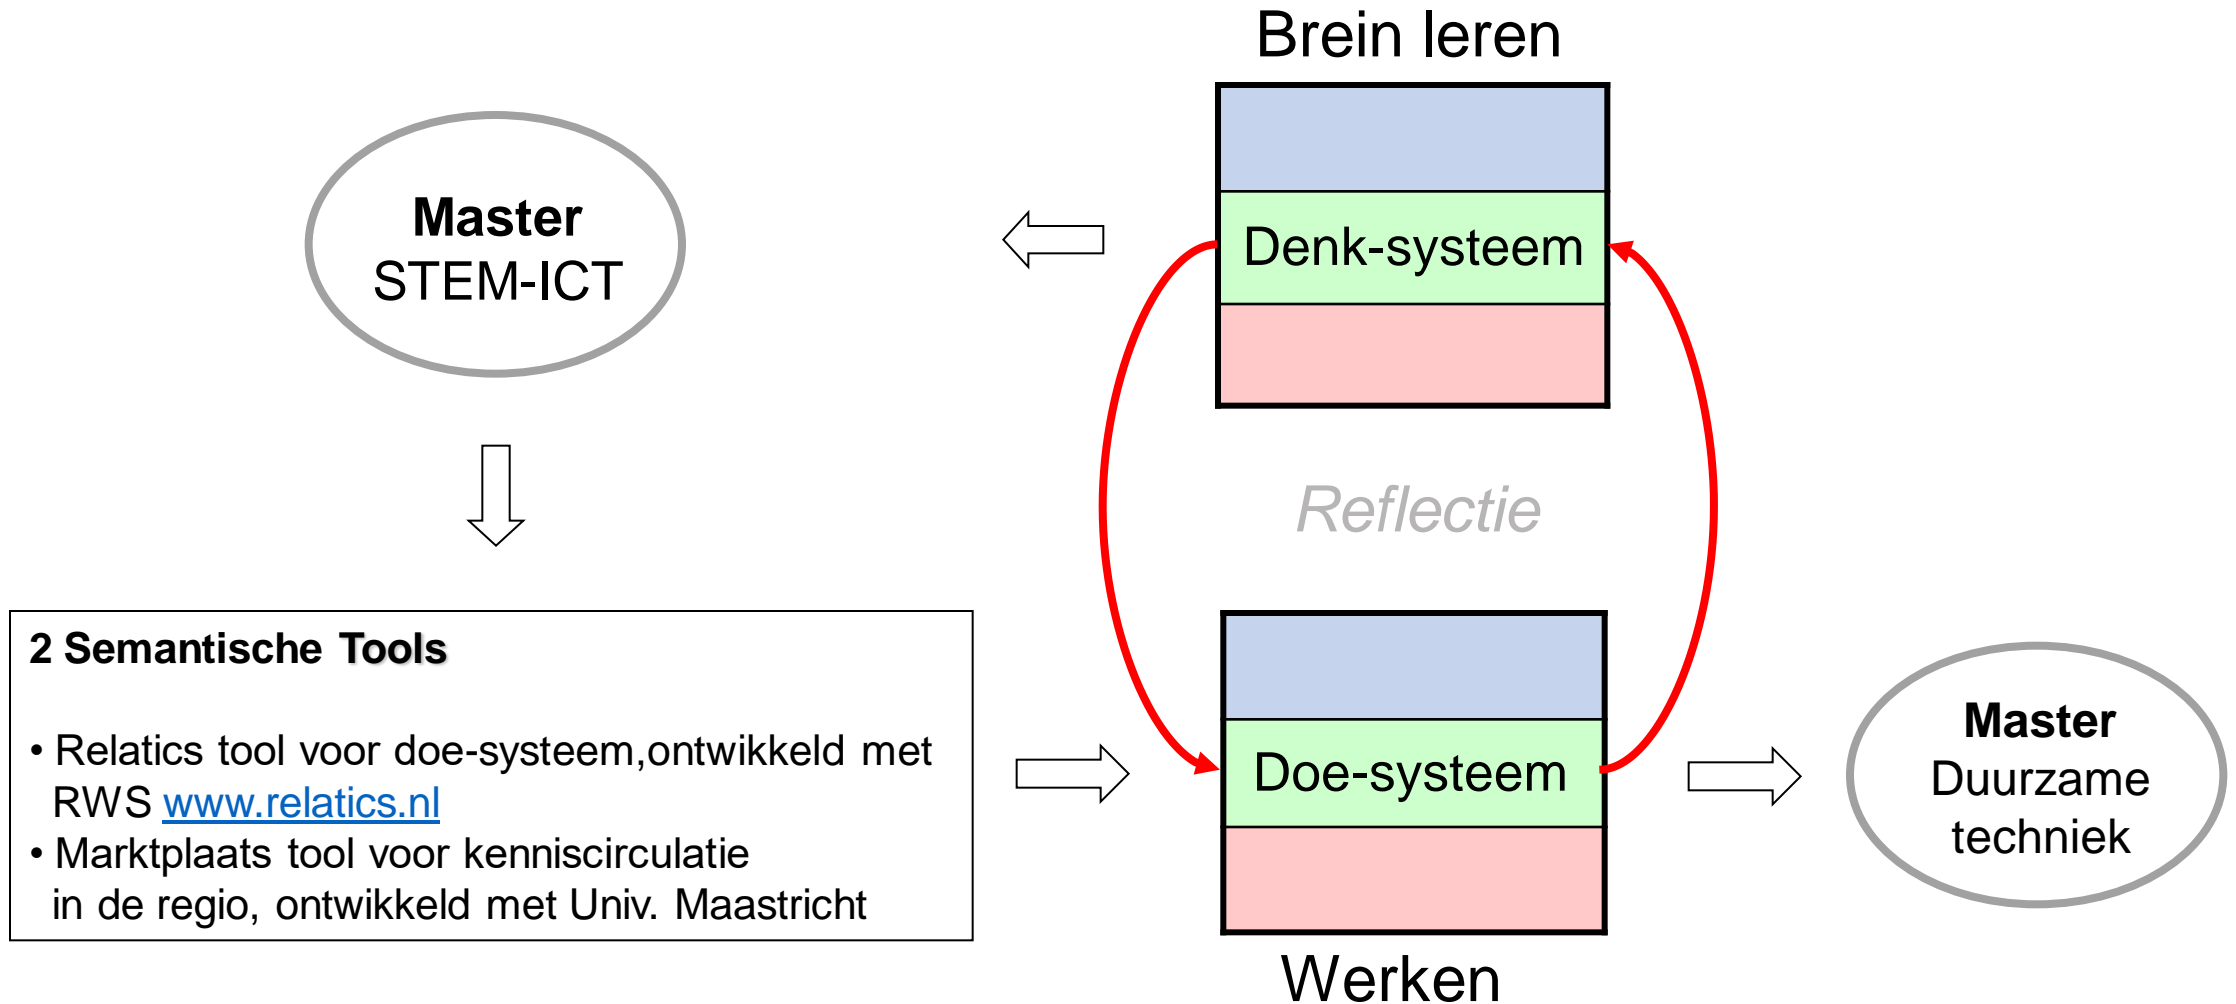 Brein leren
Master
STEM-ICT
Denk-systeem
Reflectie
2 Semantische Tools
• Relatics tool voor doe-systeem,ontwikkeld met
RWS www.relatics.nl
• Marktplaats tool voor kenniscirculatie
in de regio, ontwikkeld met Univ. Maastricht
Doe-systeem
Master
Duurzame
techniek
Werken